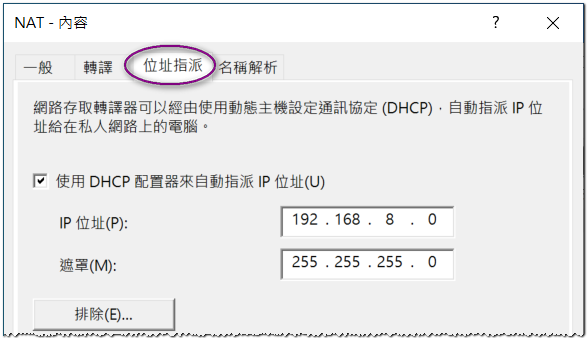 NAT - 內容
? ×
一般 轉譯 位址指派 名稱解析
網路存取轉譯器可以經由使用動態主機設定通訊協定 (DHCP)，自動指派 IP 位
址給在私人網路上的電腦。
使用 DHCP 配置器來自動指派 IP 位址(U)
IP 位址(P): 192 . 168 . 8 . 0
遮罩(M): 255 . 255 . 255 . 0
排除(E)...